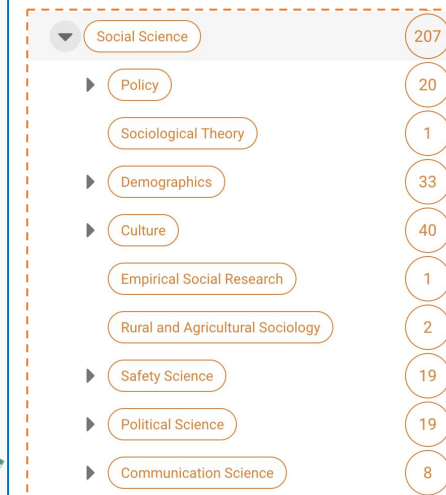 Social Science 207
Policy 20
Sociological Theory 1
Demographics 33
Culture 40
Empirical Social Research 1
Rural and Agricultural Sociology 2
Safety Science 19
Political Science 19
Communication Science 8